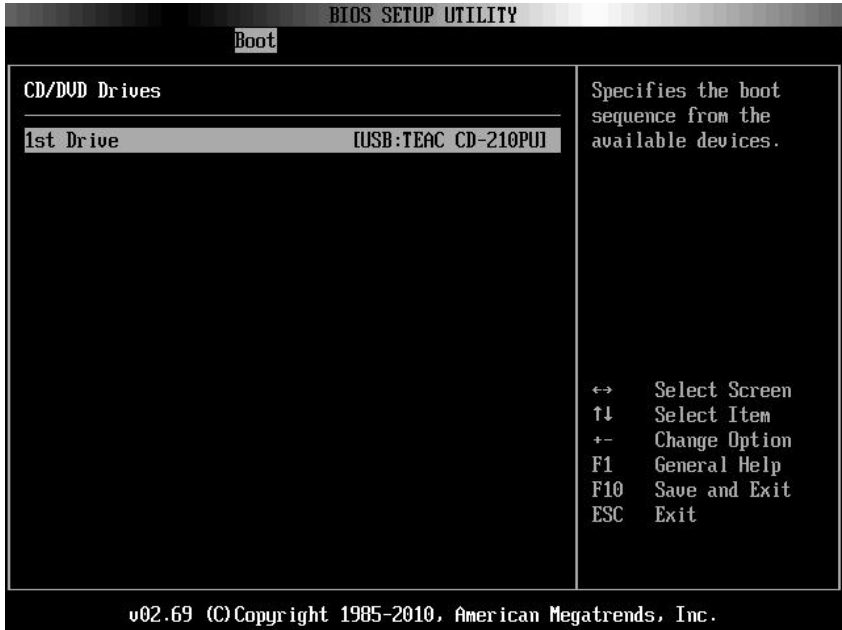 BIOS SETUP UTILITY
Boot
CD/DVD Drives
1st Drive [USB:TEAC CD-210PU]
Specifies the boot
sequence from the
available devices.
↔ Select Screen
↑↓ Select Item
+- Change Option
F1 General Help
F10 Save and Exit
ESC Exit
v02.69 (C)Copyright 1985-2010, American Megatrends, Inc.